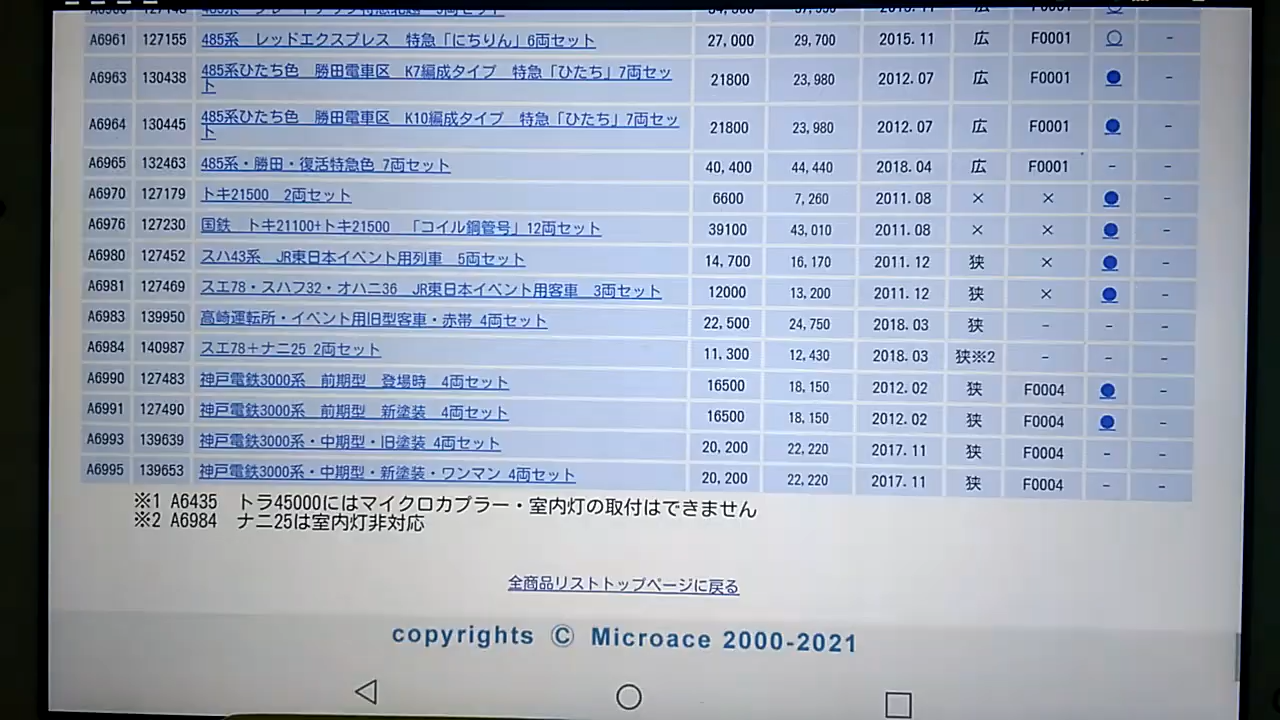 A6961 127155 485系 レッドエクスプレス 特急「にちりん」6両セット 27,000 29,700 2015.11 広 F0001 ○ -
A6963 130438 485系ひたち色 勝田電車区 K7編成タイプ 特急「ひたち」7両セッ
ト 21800 23,980 2012.07 広 F0001 ● -
A6964 130445 485系ひたち色 勝田電車区 K10編成タイプ 特急「ひたち」7両セッ
ト 21800 23,980 2012.07 広 F0001 ● -
A6965 132463 485系・勝田・復活特急色 7両セット 40,400 44,440 2018.04 広 F0001 - -
A6970 127179 トキ21500 2両セット 6600 7,260 2011.08 × × ● -
A6976 127230 国鉄 トキ21100+トキ21500 「コイル鋼管号」12両セット 39100 43,010 2011.08 × × ● -
A6980 127452 スハ43系 JR東日本イベント用列車 5両セット 14,700 16,170 2011.12 狭 × ● -
A6981 127469 スエ78・スハフ32・オハニ36 JR東日本イベント用客車 3両セット 12000 13,200 2011.12 狭 × ● -
A6983 139950 高崎運転所・イベント用旧型客車・赤帯 4両セット 22,500 24,750 2018.03 狭 - - -
A6984 140987 スエ78＋ナニ25 2両セット 11,300 12,430 2018.03 狭※2 - - -
A6990 127483 神戸電鉄3000系 前期型 登場時 4両セット 16500 18,150 2012.02 狭 F0004 ● -
A6991 127490 神戸電鉄3000系 前期型 新塗装 4両セット 16500 18,150 2012.02 狭 F0004 ● -
A6993 139639 神戸電鉄3000系・中期型・旧塗装 4両セット 20,200 22,220 2017.11 狭 F0004 - -
A6995 139653 神戸電鉄3000系・中期型・新塗装・ワンマン 4両セット 20,200 22,220 2017.11 狭 F0004 - -
※1 A6435 トラ45000にはマイクロカプラー・室内灯の取付はできません
※2 A6984 ナニ25は室内灯非対応
全商品リストトップページに戻る
copyrights © Microace 2000-2021